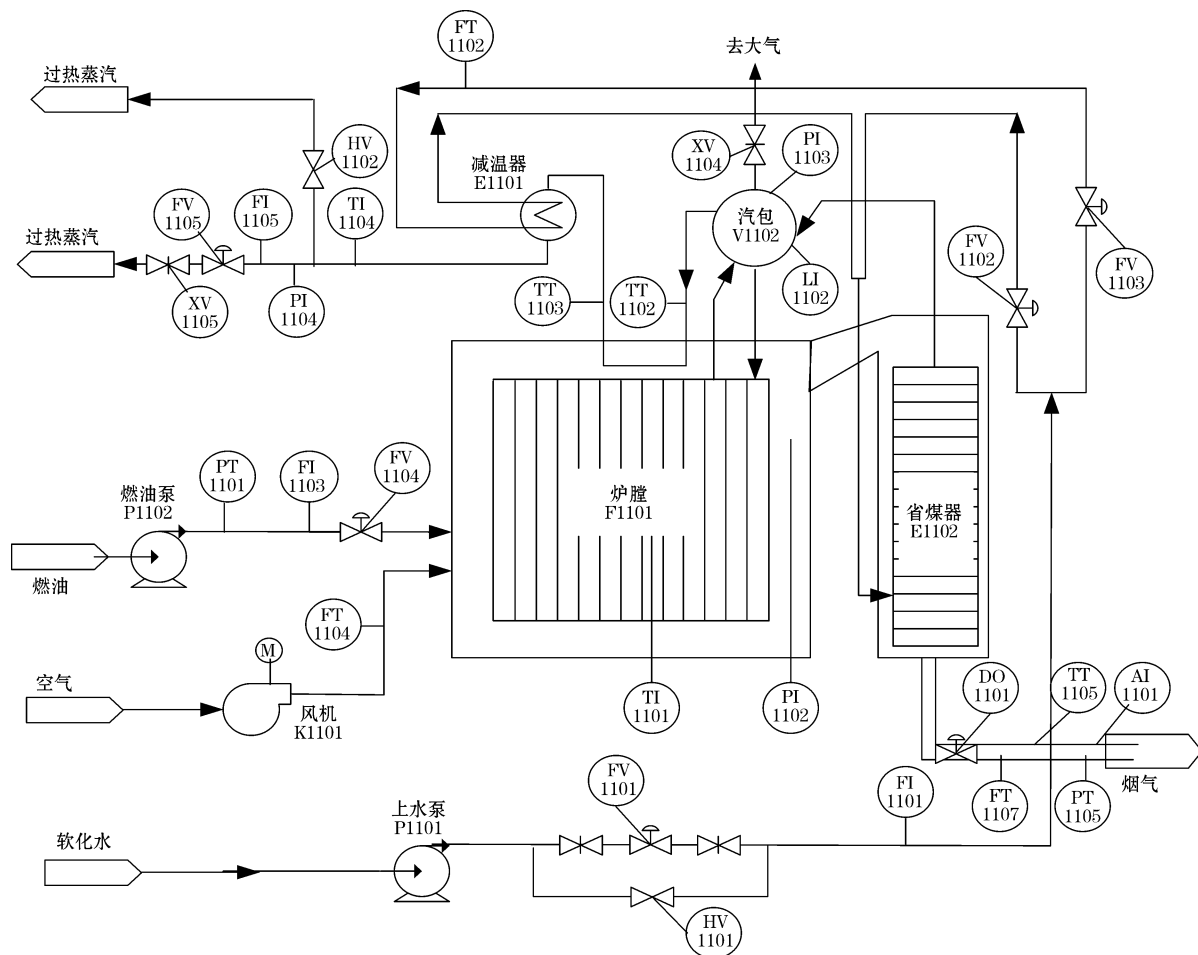 FT
1102
去大气
过热蒸汽
HV
1102
减温器
E1101
XV
1104
PI
1103
FV
1105
FI
1105
TI
1104
过热蒸汽
汽包
V1102
FV
1102
FV
1103
XV
1105
PI
1104
TT
1103
TT
1102
LI
1102
燃油泵
P1102
PT
1101
FI
1103
FV
1104
炉膛
F1101
省煤器
E1102
燃油
FT
1104
M
空气
风机
K1101
TI
1101
PI
1102
DO
1101
TT
1105
AI
1101
烟气
FV
1101
FI
1101
FT
1107
PT
1105
上水泵
P1101
软化水
HV
1101